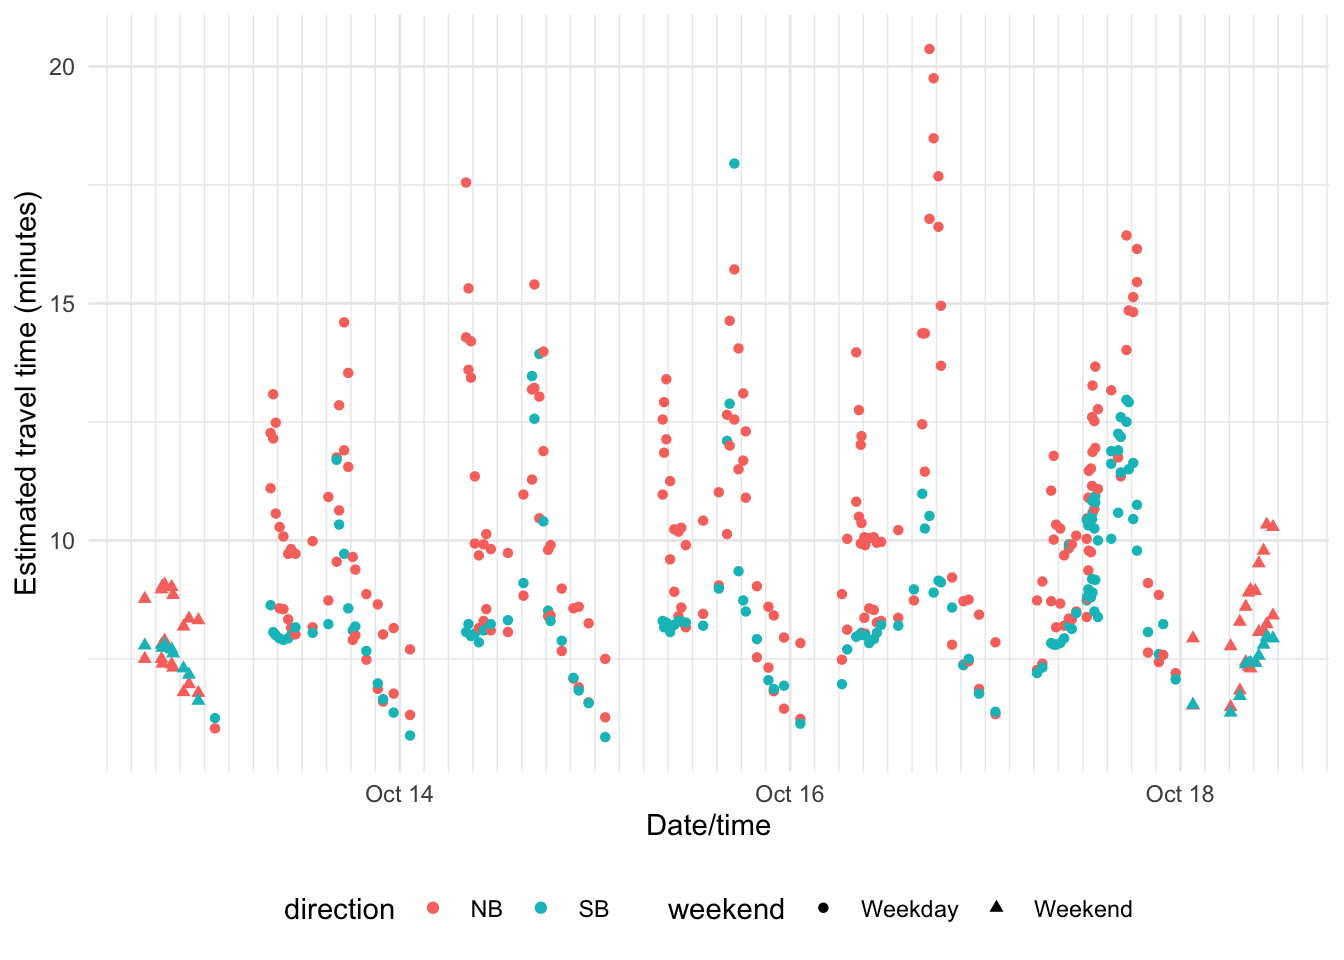 20
15
10
Estimated travel time (minutes)
Oct 14 Oct 16 Oct 18
Date/time
direction NB SB weekend Weekday Weekend